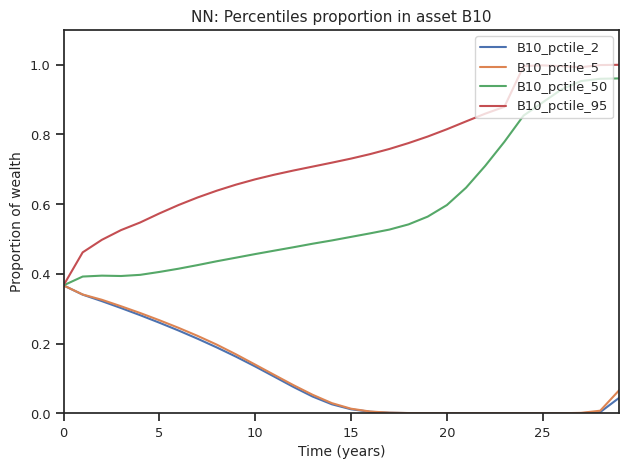 NN: Percentiles proportion in asset B10
B10_pctile_2
B10_pctile_5
B10_pctile_50
B10_pctile_95
Proportion of wealth
1.0
0.8
0.6
0.4
0.2
0.0
0 5 10 15 20 25
Time (years)